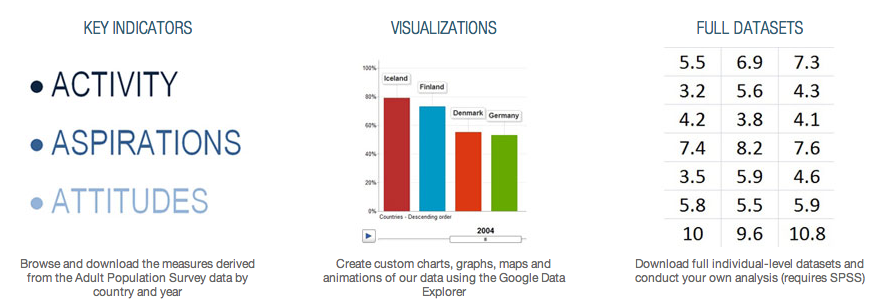 KEY INDICATORS
• ACTIVITY
• ASPIRATIONS
• ATTITUDES
Browse and download the measures derived
from the Adult Population Survey data by
country and year
VISUALIZATIONS
100%
80%
60%
40%
20%
0%
Iceland
Finland
Denmark
Germany
Countries - Descending order
2004
Create custom charts, graphs, maps and
animations of our data using the Google Data
Explorer
FULL DATASETS
5.5 6.9 7.3
3.2 5.6 4.3
4.2 3.8 4.1
7.4 8.2 7.6
3.5 5.9 4.6
5.8 5.5 5.9
10 9.6 10.8
Download full individual-level datasets and
conduct your own analysis (requires SPSS)